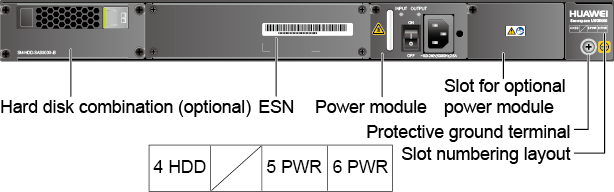 INPUT OUTPUT
HUAWEI
ON
OFF
Hard disk combination (optional)
ESN
Power module
Slot for optional
power module
Protective ground terminal
Slot numbering layout
4 HDD
5 PWR
6 PWR